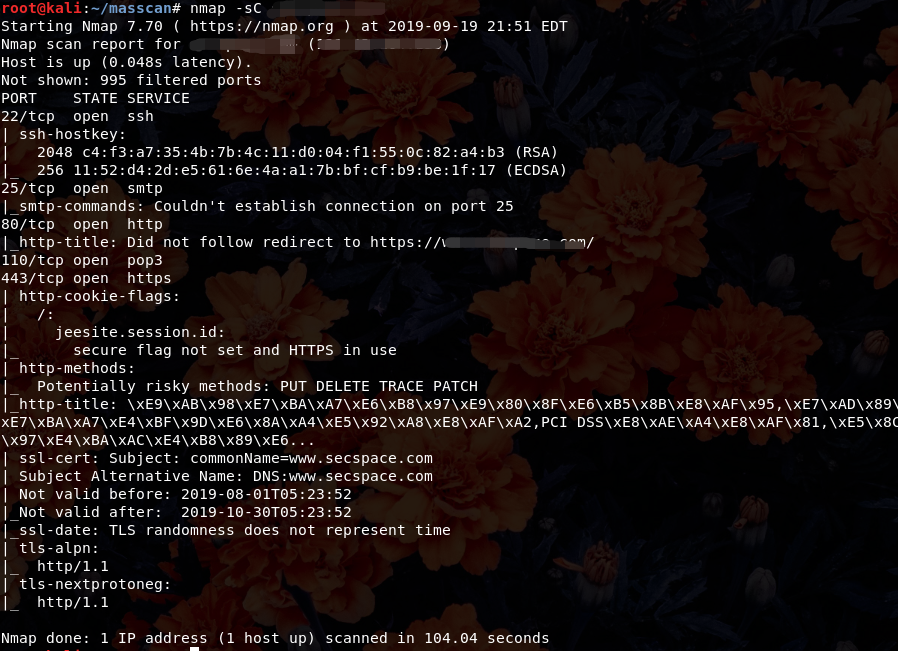 root@kali:~/masscan# nmap -sC
Starting Nmap 7.70 ( https://nmap.org ) at 2019-09-19 21:51 EDT
Nmap scan report for ( )
Host is up (0.048s latency).
Not shown: 995 filtered ports
PORT    STATE SERVICE
22/tcp  open  ssh
| ssh-hostkey:
|   2048 c4:f3:a7:35:4b:7b:4c:11:d0:04:f1:55:0c:82:a4:b3 (RSA)
|_  256 11:52:d4:2d:e5:61:6e:4a:a1:7b:bf:cf:b9:be:1f:17 (ECDSA)
25/tcp  open  smtp
|_smtp-commands: Couldn't establish connection on port 25
80/tcp  open  http
|_http-title: Did not follow redirect to https://
110/tcp open  pop3
443/tcp open  https
| http-cookie-flags:
|   /:
|     jeesite.session.id:
|_      secure flag not set and HTTPS in use
| http-methods:
|_  Potentially risky methods: PUT DELETE TRACE PATCH
|_http-title: \xE9\xAB\x98\xE7\xBA\xA7\xE6\xB8\x97\xE9\x80\x8F\xE6\xB5\x8B\xE8\xAF\x95,\xE7\xAD\x89\
xE7\xBA\xA7\xE4\xBF\x9D\xE6\x8A\xA4\xE5\x92\xA8\xE8\xAF\xA2,PCI DSS\xE8\xAE\xA4\xE8\xAF\x81,\xE5\x8C
\x97\xE4\xBA\xAC\xE4\xB8\x89\xE6...
| ssl-cert: Subject: commonName=www.secspace.com
| Subject Alternative Name: DNS:www.secspace.com
| Not valid before: 2019-08-01T05:23:52
|_Not valid after:  2019-10-30T05:23:52
|_ssl-date: TLS randomness does not represent time
| tls-alpn:
|_  http/1.1
| tls-nextprotoneg:
|_  http/1.1
Nmap done: 1 IP address (1 host up) scanned in 104.04 seconds